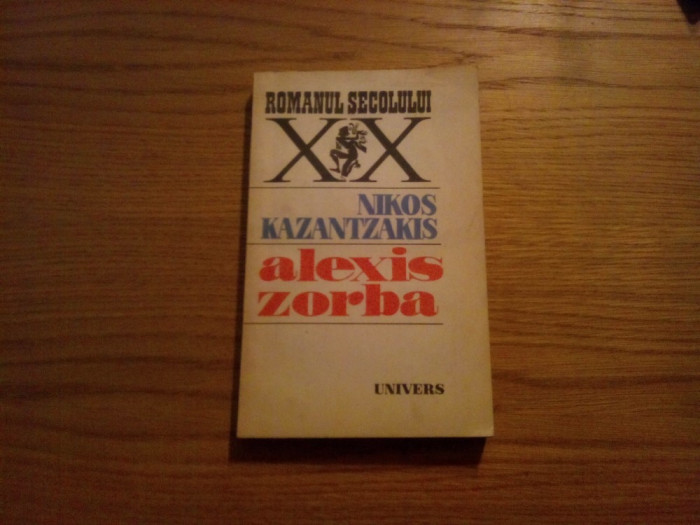 ROMANUL SECOLULUI
XX
NIKOS
KAZANTZAKIS
alexis
zorba
UNIVERS